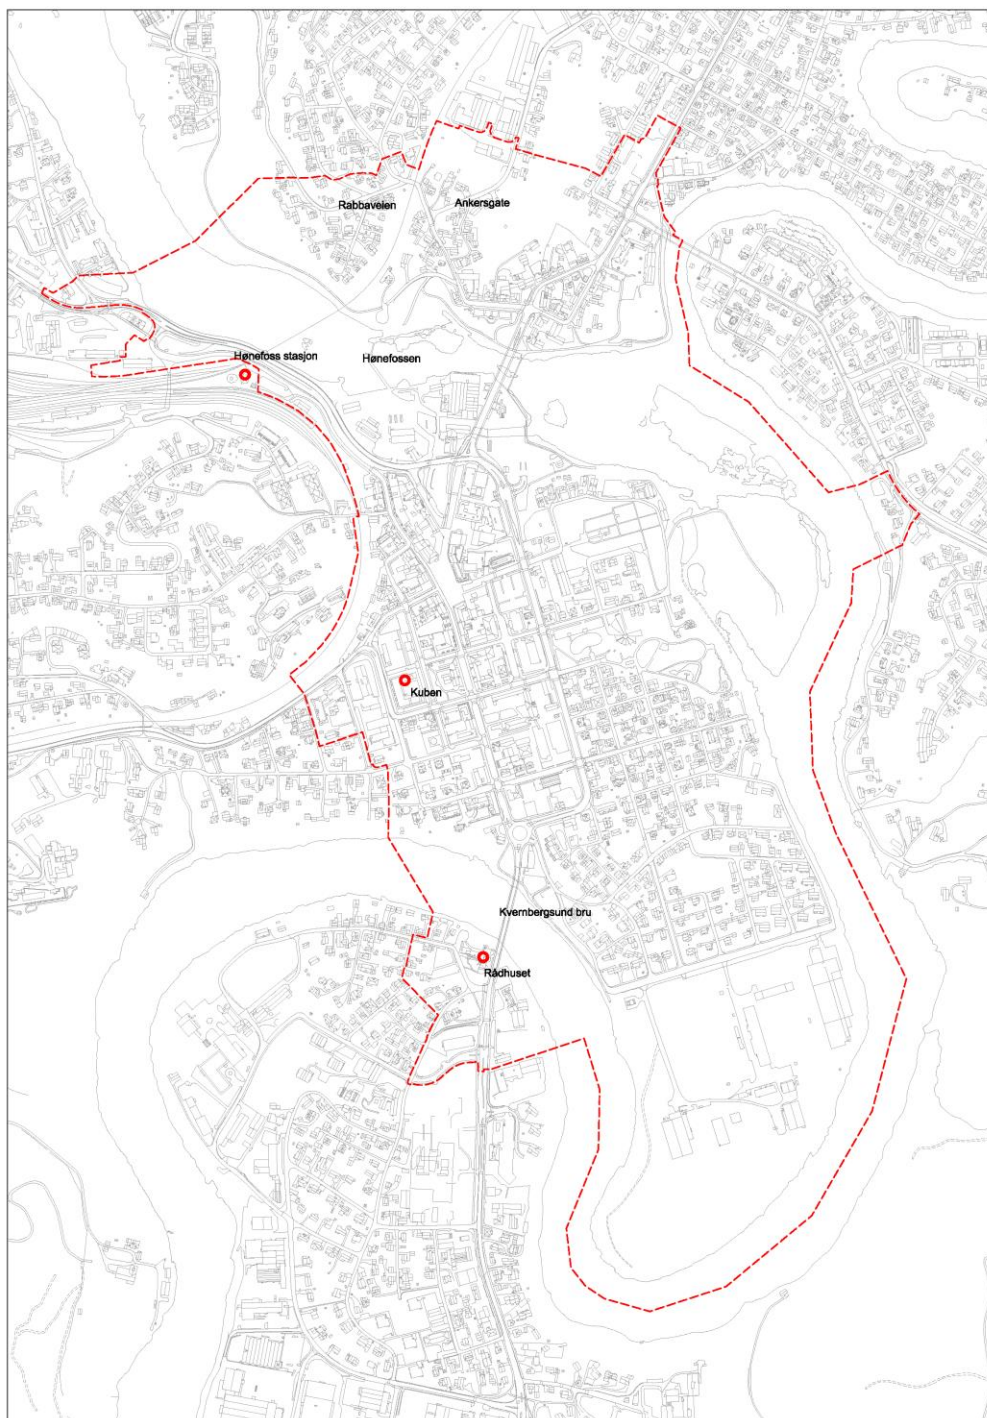 Ankersgate
Rabbaveien
Hønefoss stasjon
Hønefossen
Kuben
Kvernbergsund bru
Rådhuset